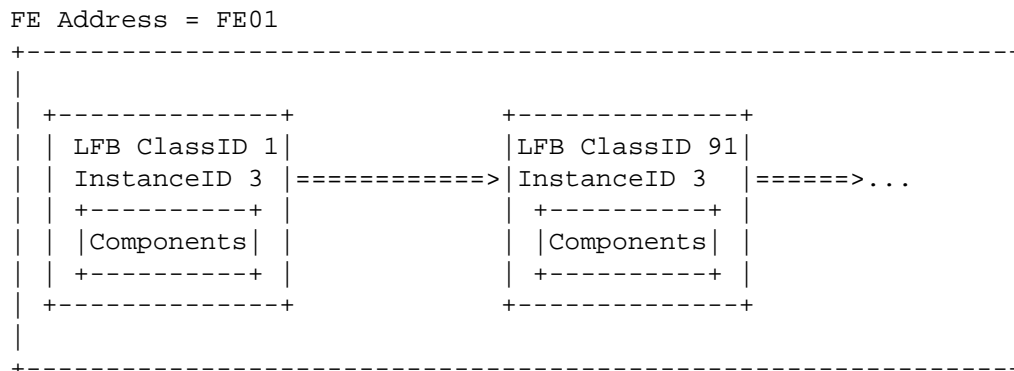 FE Address = FE01
+--------------------------------------------------------------
|
| +--------------+ +--------------+
| | LFB ClassID 1| |LFB ClassID 91|
| | InstanceID 3 |============>|InstanceID 3 |======>...
| | +----------+ | | +----------+ |
| | |Components| | | |Components| |
| | +----------+ | | +----------+ |
| +--------------+ +--------------+
|
+--------------------------------------------------------------